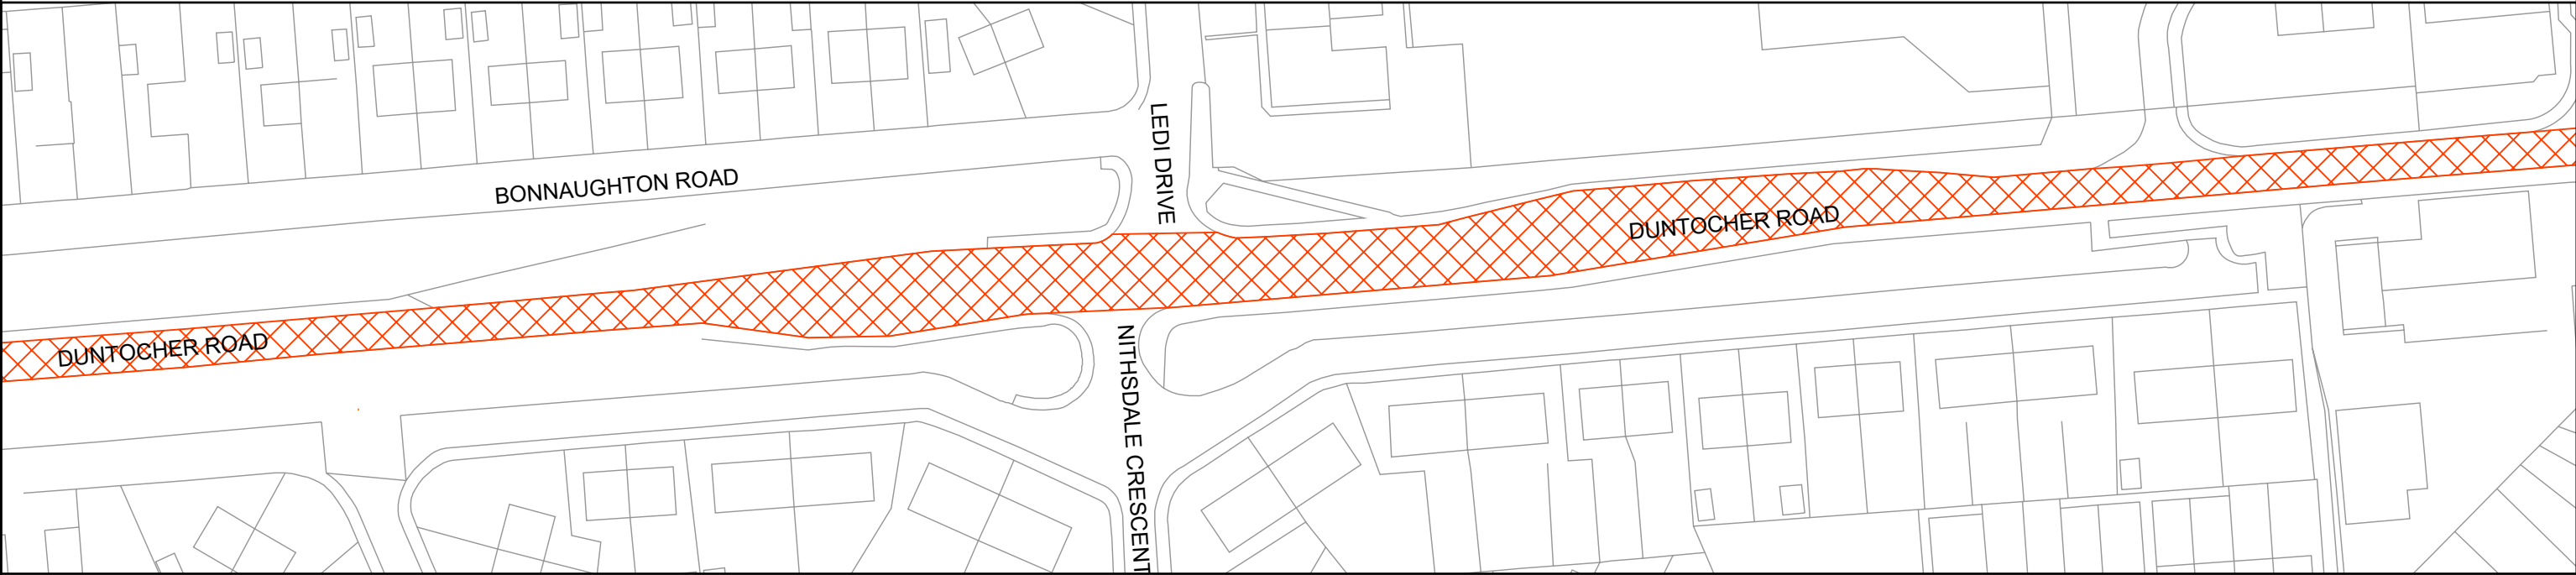 LEDI DRIVE
BONNAUGHTON ROAD
DUNTOCHER ROAD
DUNTOCHER ROAD
NITHSDALE CRESCENT